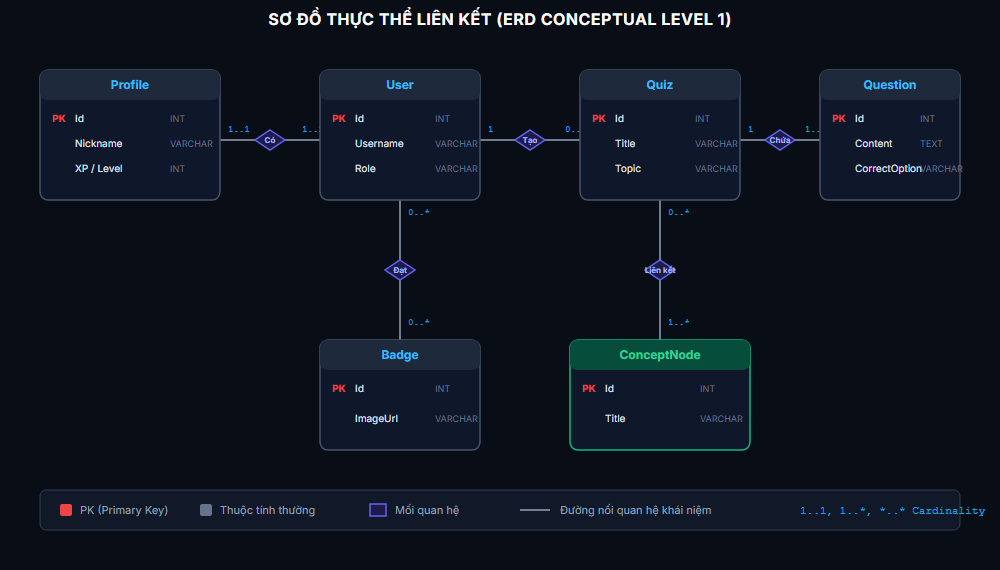 SƠ ĐỒ THỰC THỂ LIÊN KẾT (ERD CONCEPTUAL LEVEL 1)
Profile
PK Id INT
Nickname VARCHAR
XP / Level INT
1..1 Có 1..
User
PK Id INT
Username VARCHAR
Role VARCHAR
1 Tạo 0..
Quiz
PK Id INT
Title VARCHAR
Topic VARCHAR
1 Chứa 1..
Question
PK Id INT
Content TEXT
CorrectOption VARCHAR
0..*
Đạt
0..*
0..*
Liên kết
1..*
Badge
PK Id INT
ImageUrl VARCHAR
ConceptNode
PK Id INT
Title VARCHAR
PK (Primary Key) Thuộc tính thường Mối quan hệ Đường nối quan hệ khái niệm 1..1, 1..*, *..* Cardinality